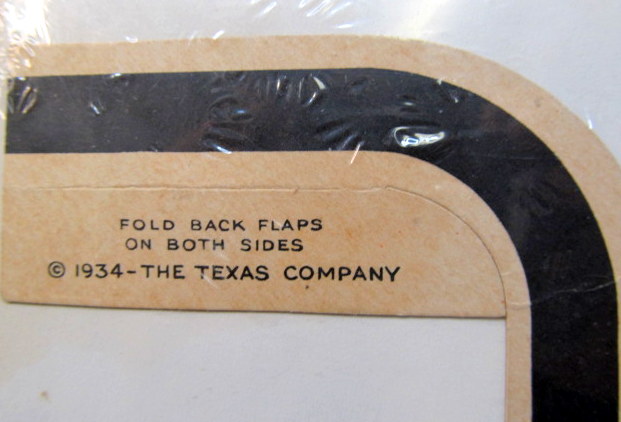 FOLD BACK FLAPS
ON BOTH SIDES
© 1934-THE TEXAS COMPANY